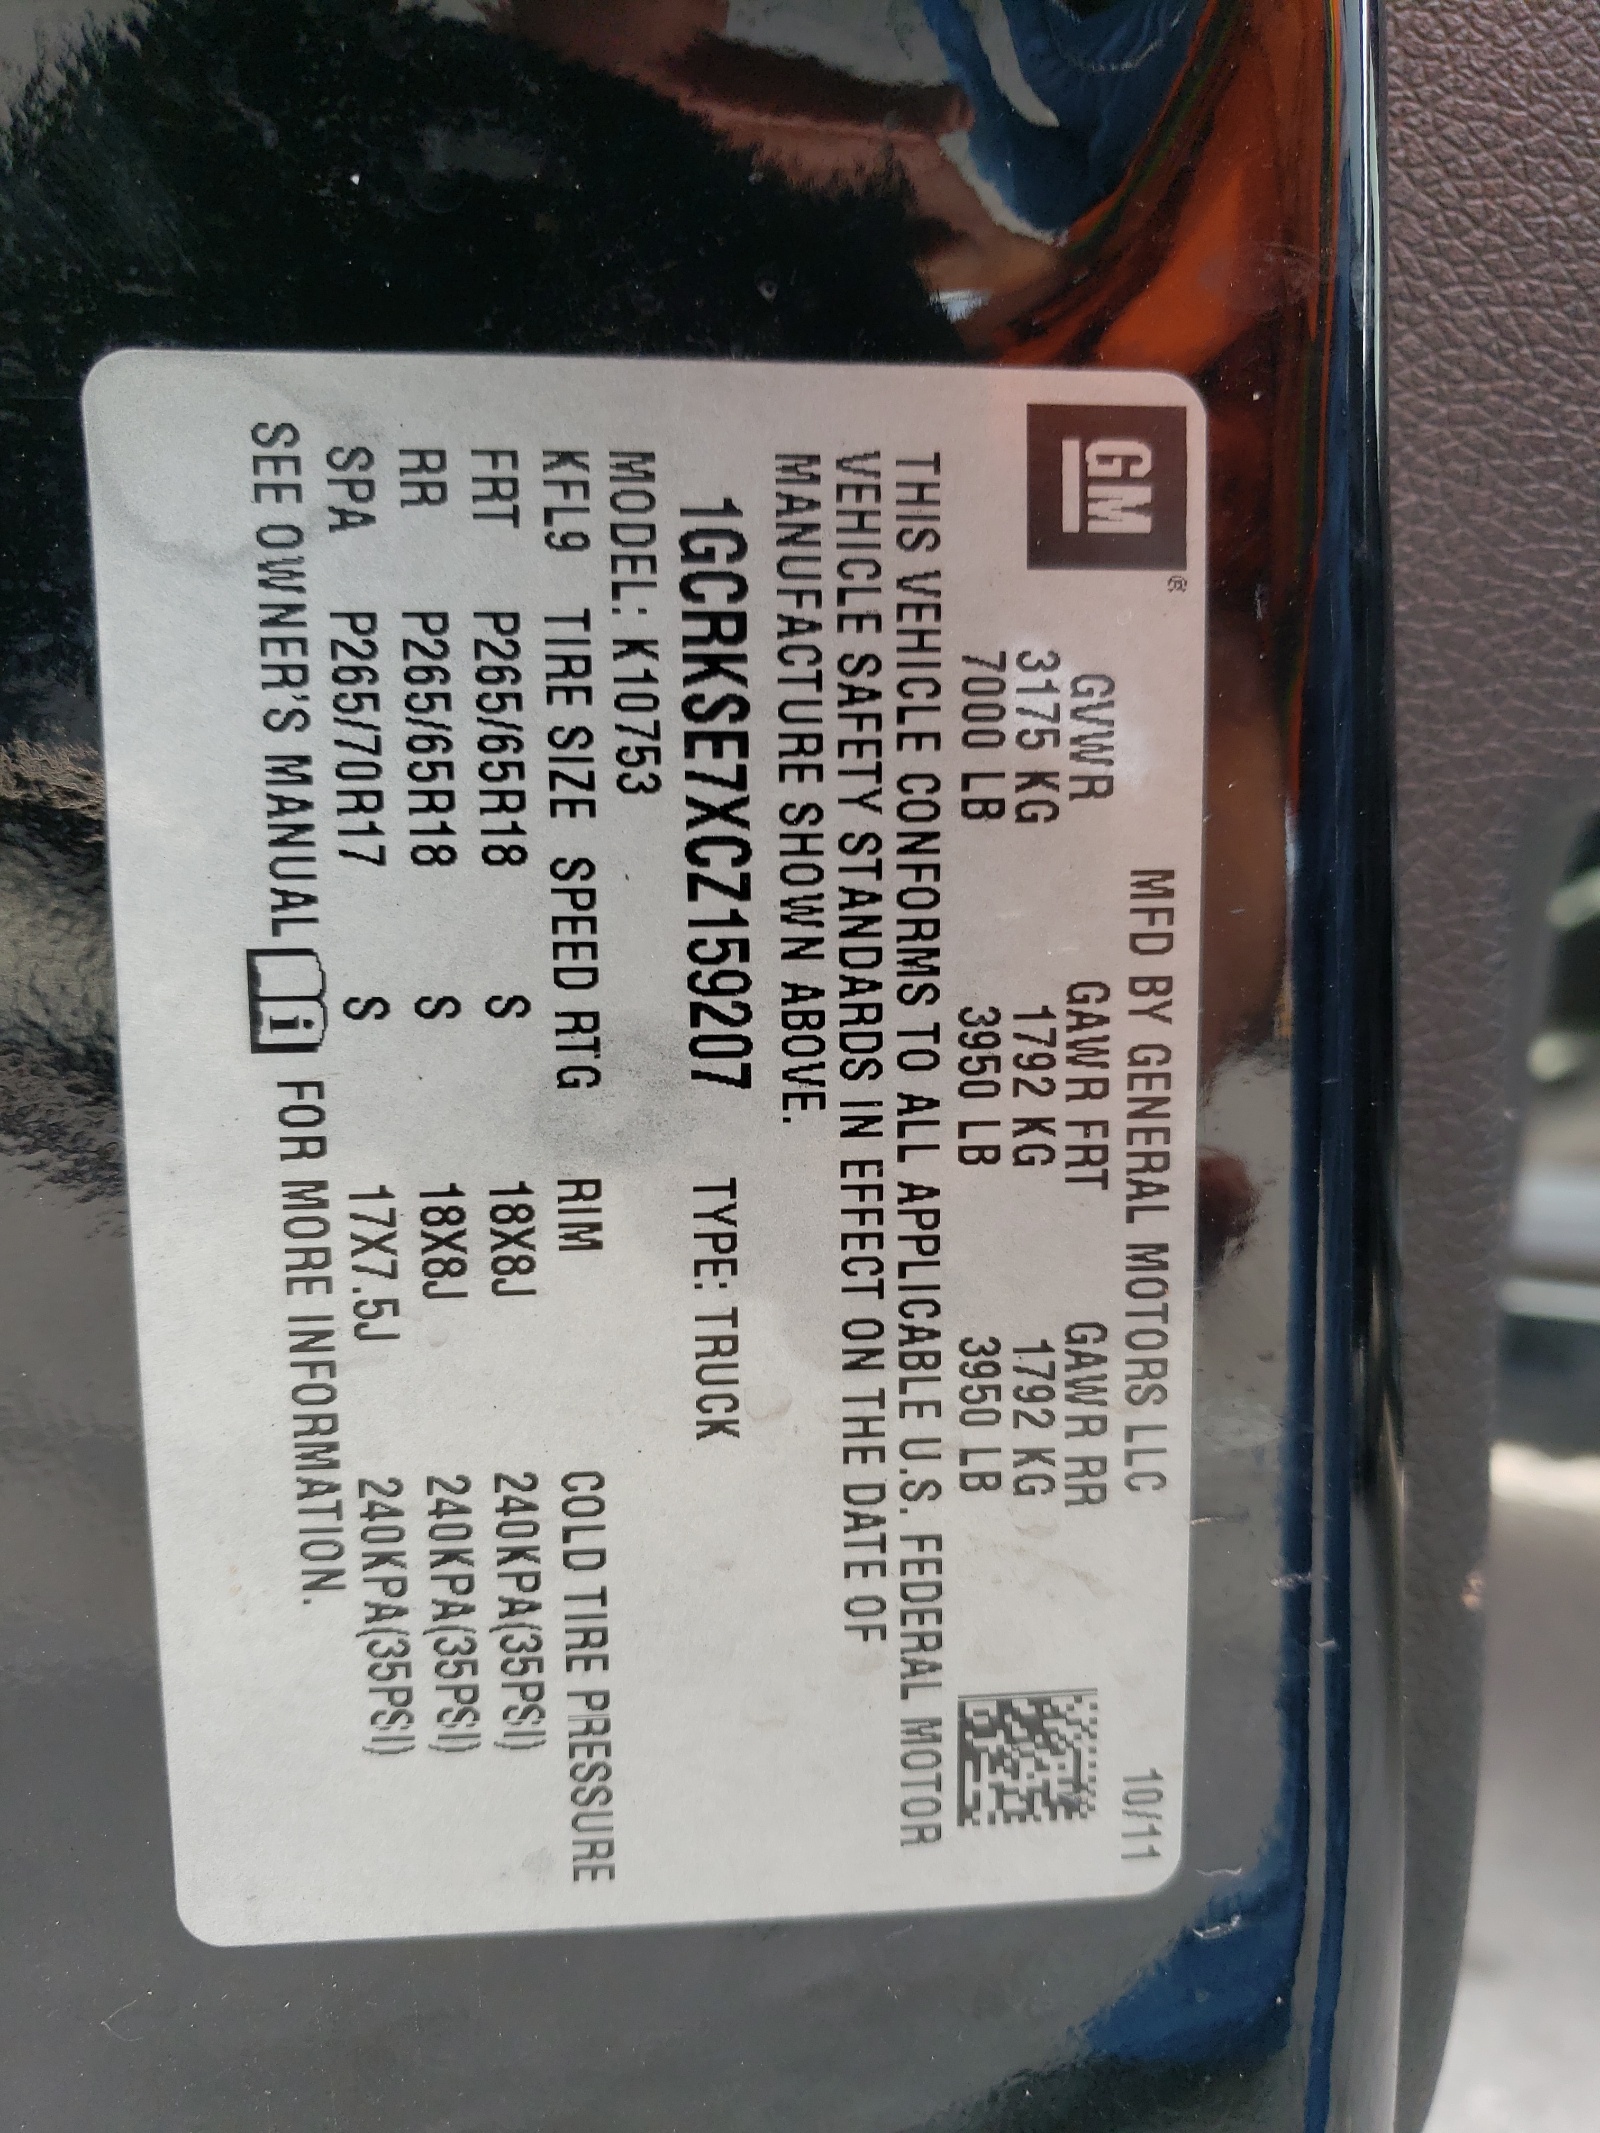 GM ®
MFD BY GENERAL MOTORS LLC 10/11
GVWR GAWR FRT GAWR RR
3175 KG 1792 KG 1792 KG
7000 LB 3950 LB 3950 LB
THIS VEHICLE CONFORMS TO ALL APPLICABLE U.S. FEDERAL MOTOR
VEHICLE SAFETY STANDARDS IN EFFECT ON THE DATE OF
MANUFACTURE SHOWN ABOVE.
1GCRKSE7XCZ159207 TYPE: TRUCK
MODEL: K10753
KFL9 TIRE SIZE SPEED RTG RIM COLD TIRE PRESSURE
FRT P265/65R18 S 18X8J 240KPA(35PSI)
RR P265/65R18 S 18X8J 240KPA(35PSI)
SPA P265/70R17 S 17X7.5J 240KPA(35PSI)
SEE OWNER'S MANUAL i FOR MORE INFORMATION.